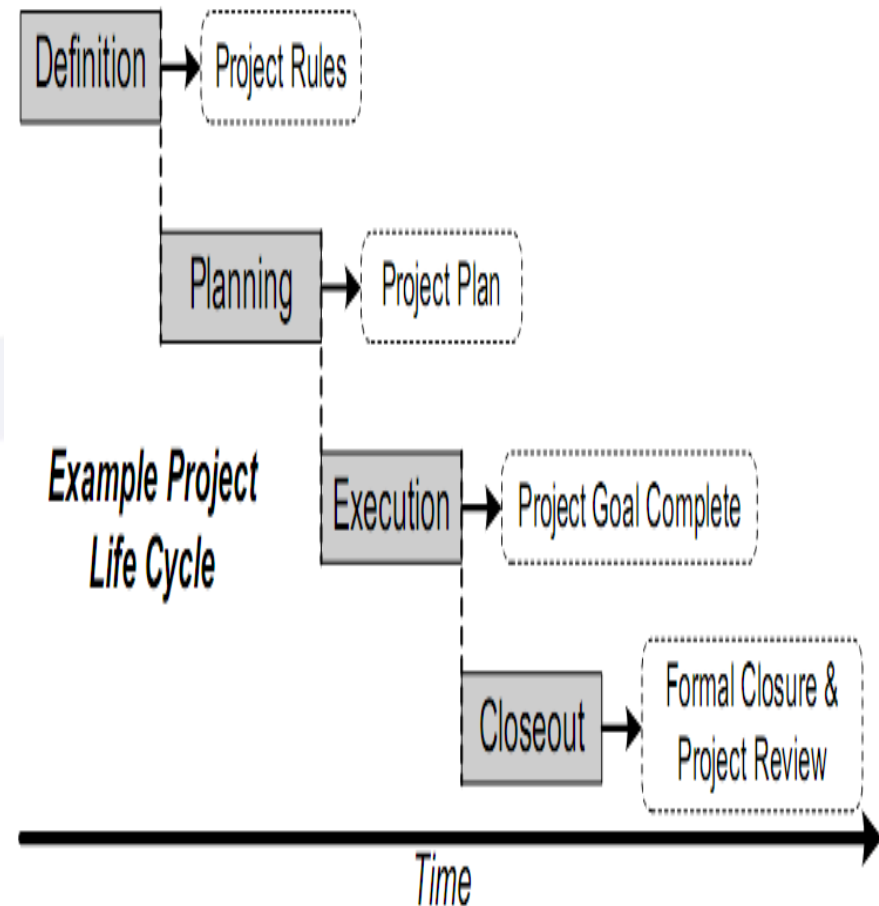 Definition
Project Rules
Planning
Project Plan
Example Project
Life Cycle
Execution
Project Goal Complete
Closeout
Formal Closure &
Project Review
Time